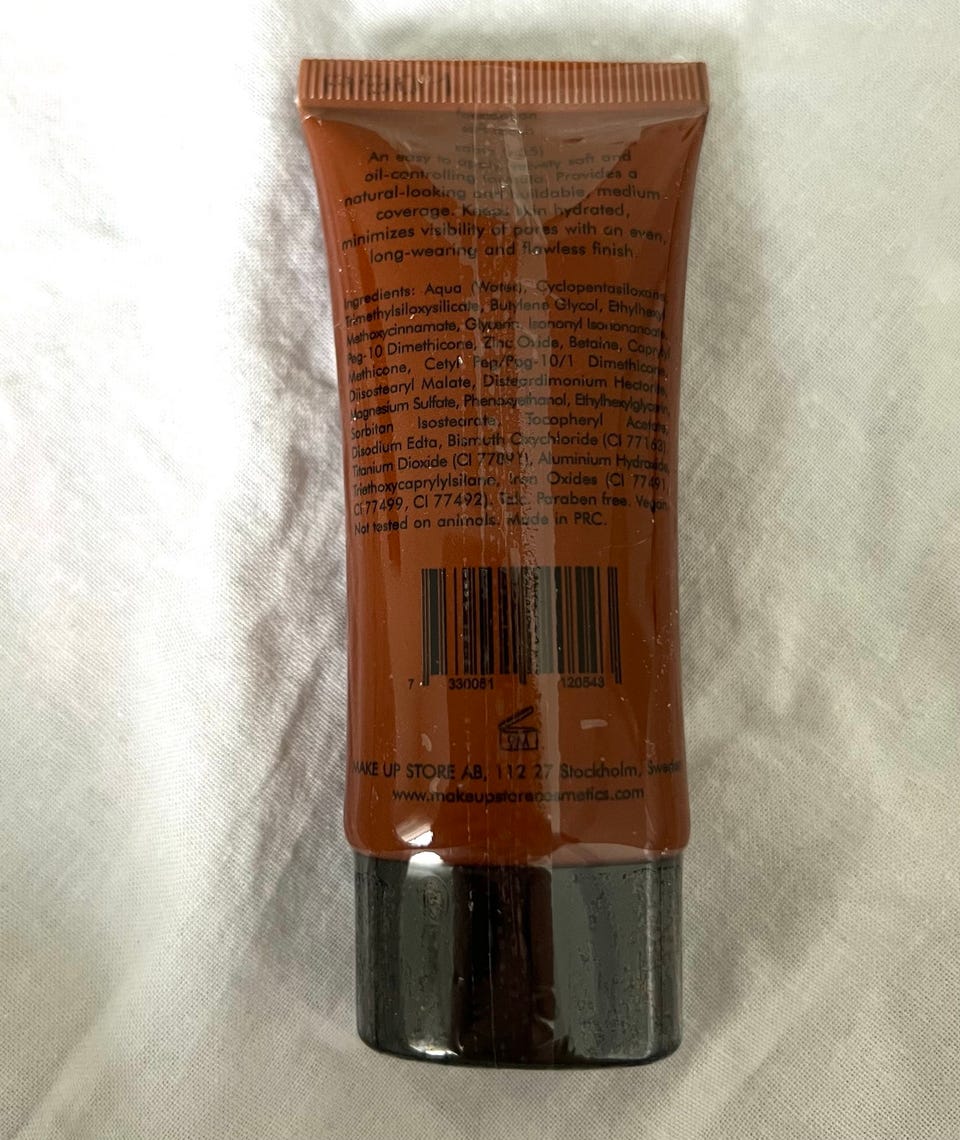 Foundation
An easy to apply, velvety soft and
oil-controlling formula. Provides a
natural-looking and buildable, medium
coverage. Keeps skin hydrated,
minimizes visibility of pores with an even,
long-wearing and flawless finish.
Ingredients: Aqua (Water), Cyclopentasiloxane,
Trimethylsiloxysilicate, Butylene Glycol, Ethylhexyl
Methoxycinnamate, Glycerin, Isononyl Isononanoate,
Peg-10 Dimethicone, Zinc Oxide, Betaine, Caprylyl
Methicone, Cetyl Peg/Ppg-10/1 Dimethicone,
Diisostearyl Malate, Disteardimonium Hectorite,
Magnesium Sulfate, Phenoxyethanol, Ethylhexylglycerin,
Sorbitan Isostearate, Tocopheryl Acetate,
Disodium Edta, Bismuth Oxychloride (CI 77163),
Titanium Dioxide (CI 77891), Aluminium Hydroxide,
Triethoxycaprylylsilane, Iron Oxides (CI 77491,
CI 77499, CI 77492), Talc. Paraben free. Vegan.
Not tested on animals. Made in PRC.
7 330081 120543
9M
MAKE UP STORE AB, 112 27 Stockholm, Sweden
www.makeupstorecosmetics.com